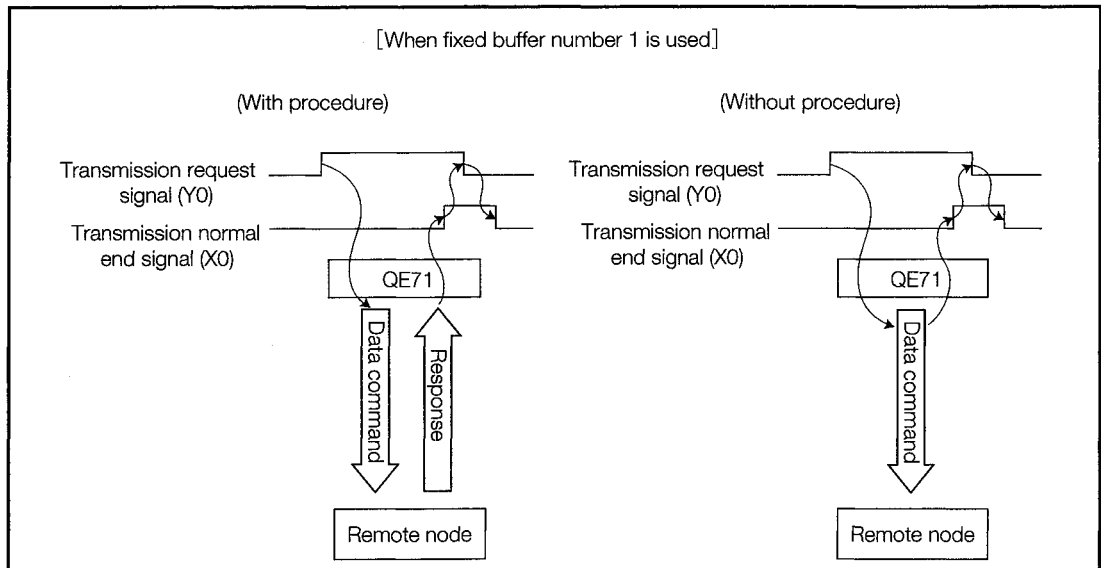 [When fixed buffer number 1 is used]
(With procedure)
Transmission request
signal (Y0)
Transmission normal
end signal (X0)
QE71
Data command
Response
Remote node
(Without procedure)
Transmission request
signal (Y0)
Transmission normal
end signal (X0)
QE71
Data command
Remote node